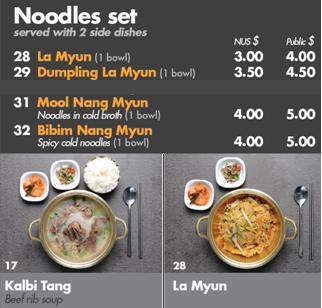 Noodles set
served with 2 side dishes
NUS $ Public $
28 La Myun (1 bowl) 3.00 4.00
29 Dumpling La Myun (1 bowl) 3.50 4.50
31 Mool Nang Myun
Noodles in cold broth (1 bowl) 4.00 5.00
32 Bibim Nang Myun
Spicy cold noodles (1 bowl) 4.00 5.00
17 28
Kalbi Tang La Myun
Beef rib soup